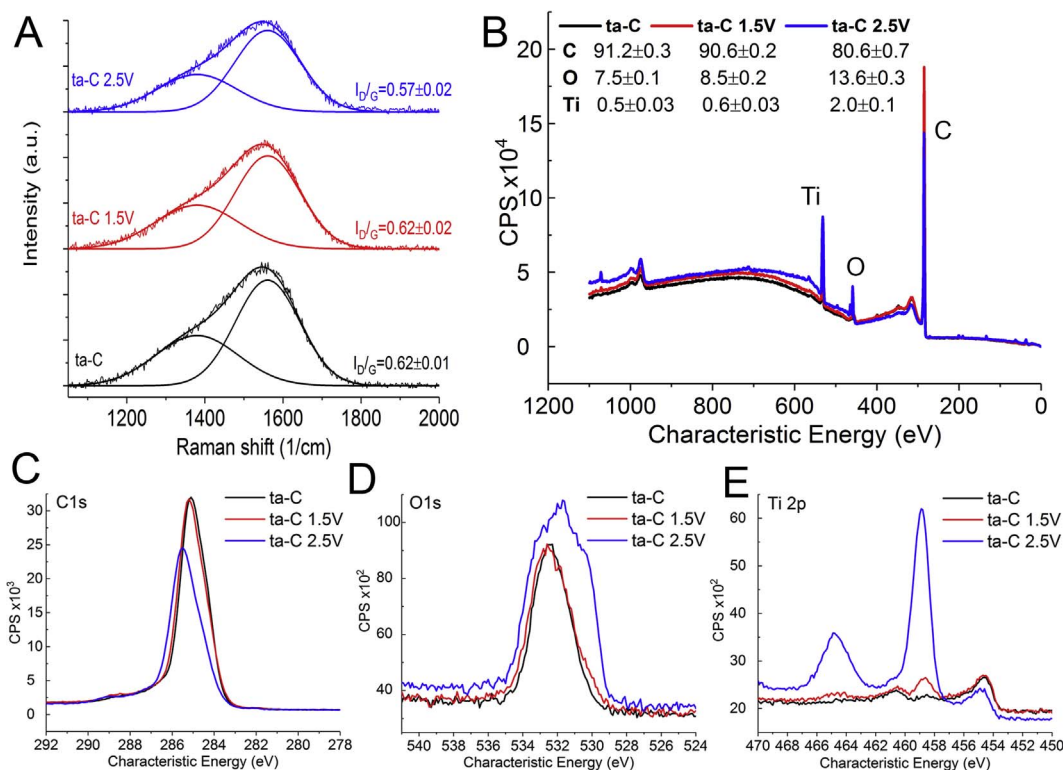 A
ta-C 2.5V
I_D/_G=0.57±0.02
ta-C 1.5V
I_D/_G=0.62±0.02
ta-C
I_D/_G=0.62±0.01
Intensity (a.u.)
1200 1400 1600 1800 2000
Raman shift (1/cm)
B
ta-C ta-C 1.5V ta-C 2.5V
C 91.2±0.3 90.6±0.2 80.6±0.7
O 7.5±0.1 8.5±0.2 13.6±0.3
Ti 0.5±0.03 0.6±0.03 2.0±0.1
C
Ti
O
CPS x10⁴
20
15
10
5
0
1200 1000 800 600 400 200 0
Characteristic Energy (eV)
C
C1s
ta-C
ta-C 1.5V
ta-C 2.5V
CPS x10³
30
25
20
15
10
5
0
292 290 288 286 284 282 280 278
Characteristic Energy (eV)
D
O1s
ta-C
ta-C 1.5V
ta-C 2.5V
CPS x10²
100
80
60
40
540 538 536 534 532 530 528 526 524
Characteristic Energy (eV)
E
Ti 2p
ta-C
ta-C 1.5V
ta-C 2.5V
CPS x10²
60
50
40
30
20
470 468 466 464 462 460 458 456 454 452 450
Characteristic Energy (eV)